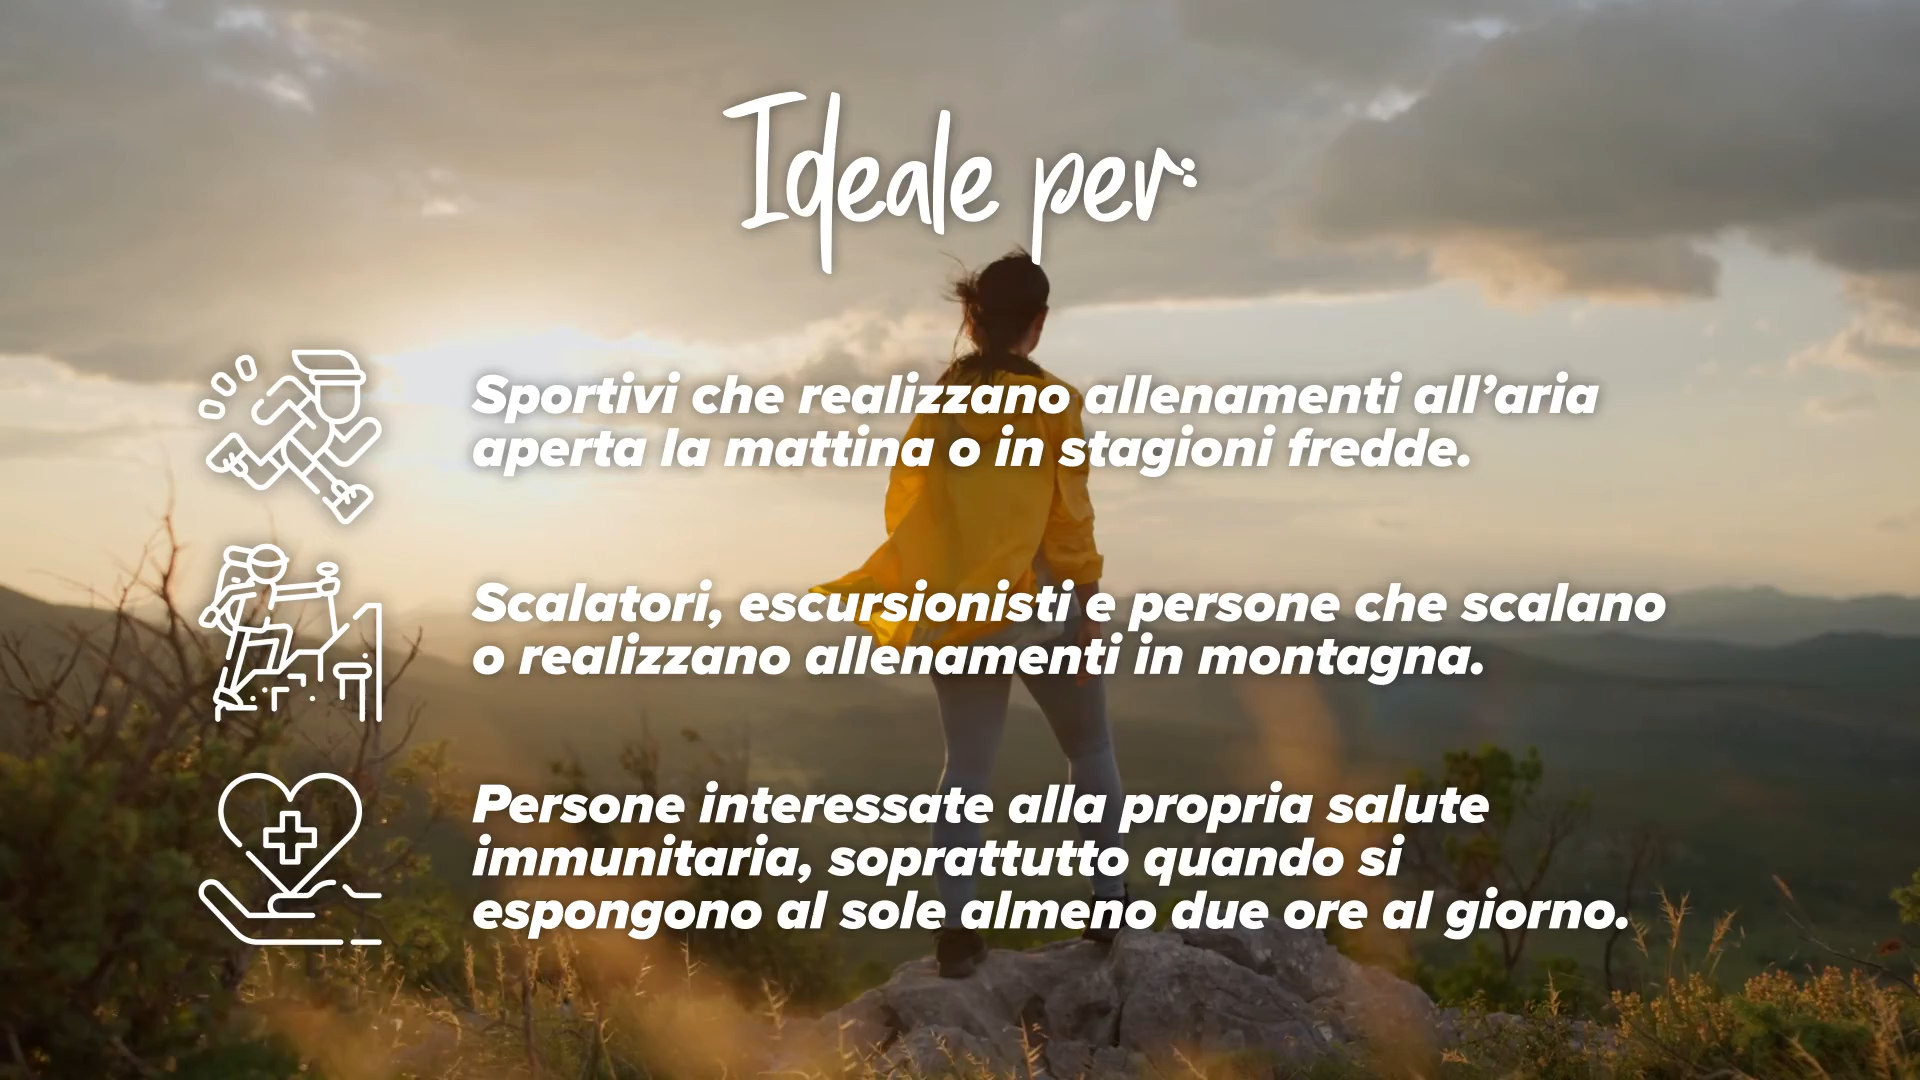 Ideale per:
Sportivi che realizzano allenamenti all’aria
aperta la mattina o in stagioni fredde.
Scalatori, escursionisti e persone che scalano
o realizzano allenamenti in montagna.
Persone interessate alla propria salute
immunitaria, soprattutto quando si
espongono al sole almeno due ore al giorno.